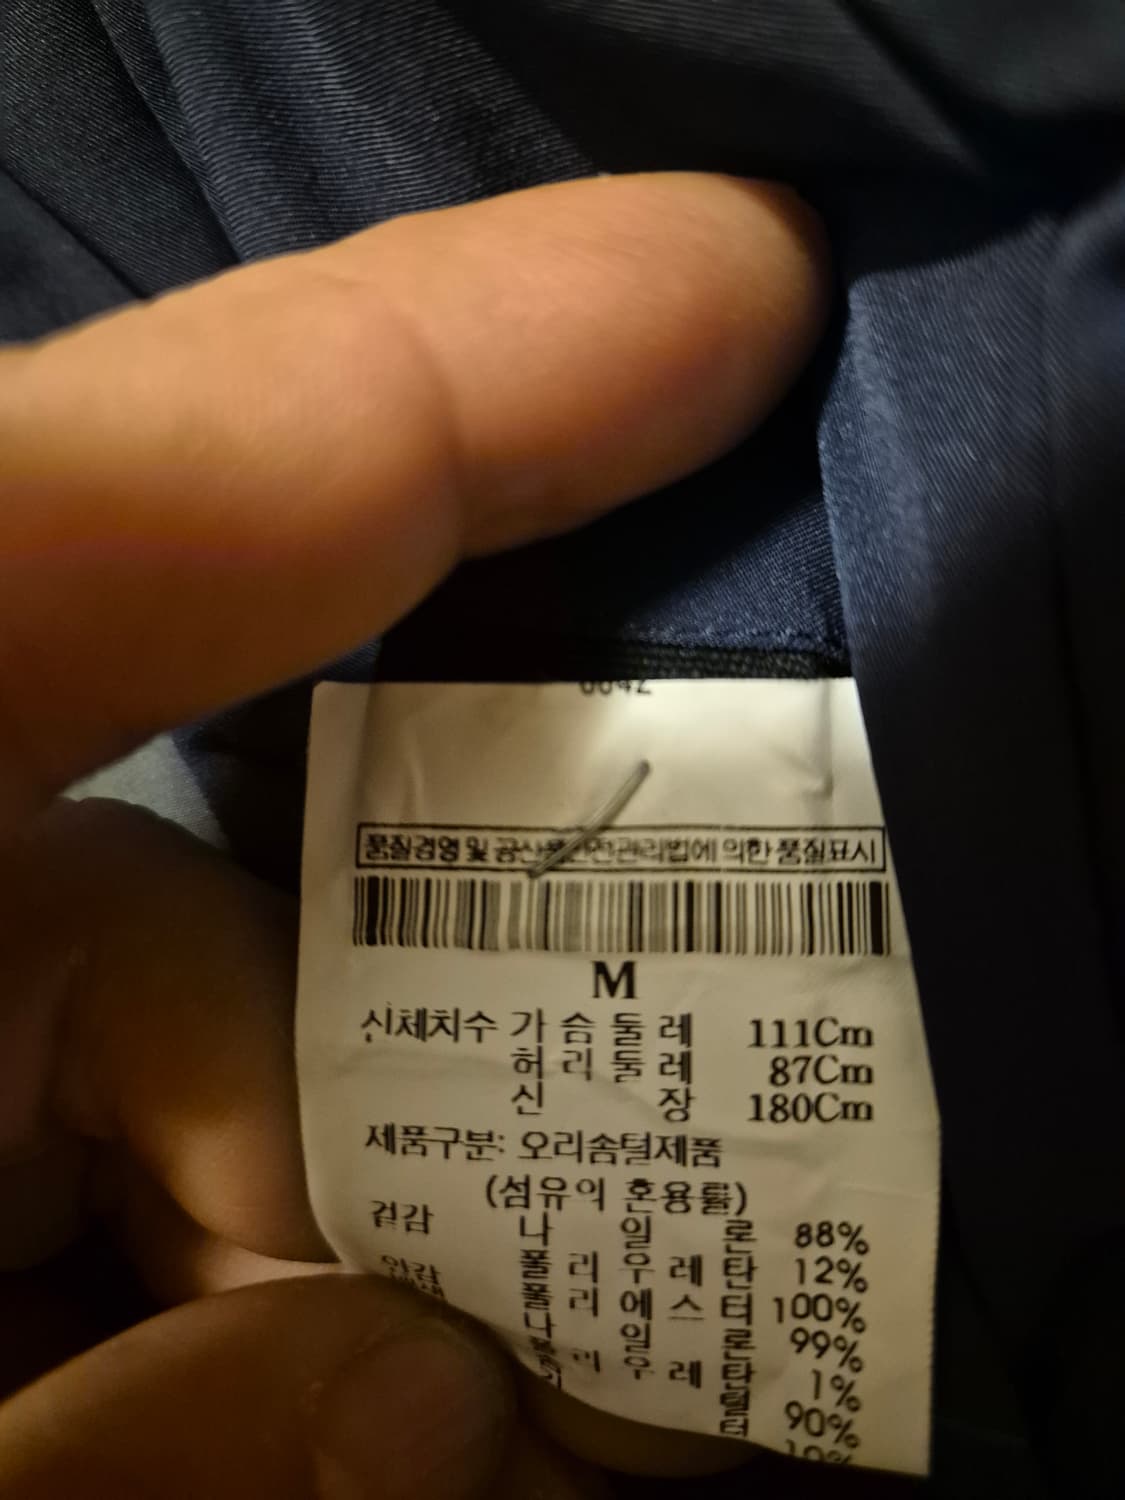 품질경영 및 공산품안전관리법에 의한 품질표시
M
신체치수 가슴둘레 111Cm
허리둘레 87Cm
신장 180Cm
제품구분: 오리솜털제품
(섬유의 혼용률)
겉감 나일론 88%
안감 폴리우레탄 12%
폴리에스터 100%
나일론 99%
폴리우레탄 1%
90%
10%